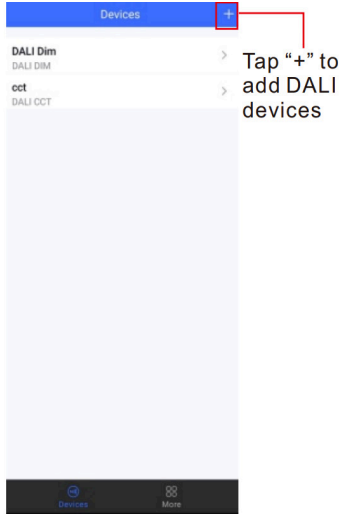 Devices +
DALI Dim
DALI DIM
cct
DALI CCT
Tap “+” to
add DALI
devices
Devices
More